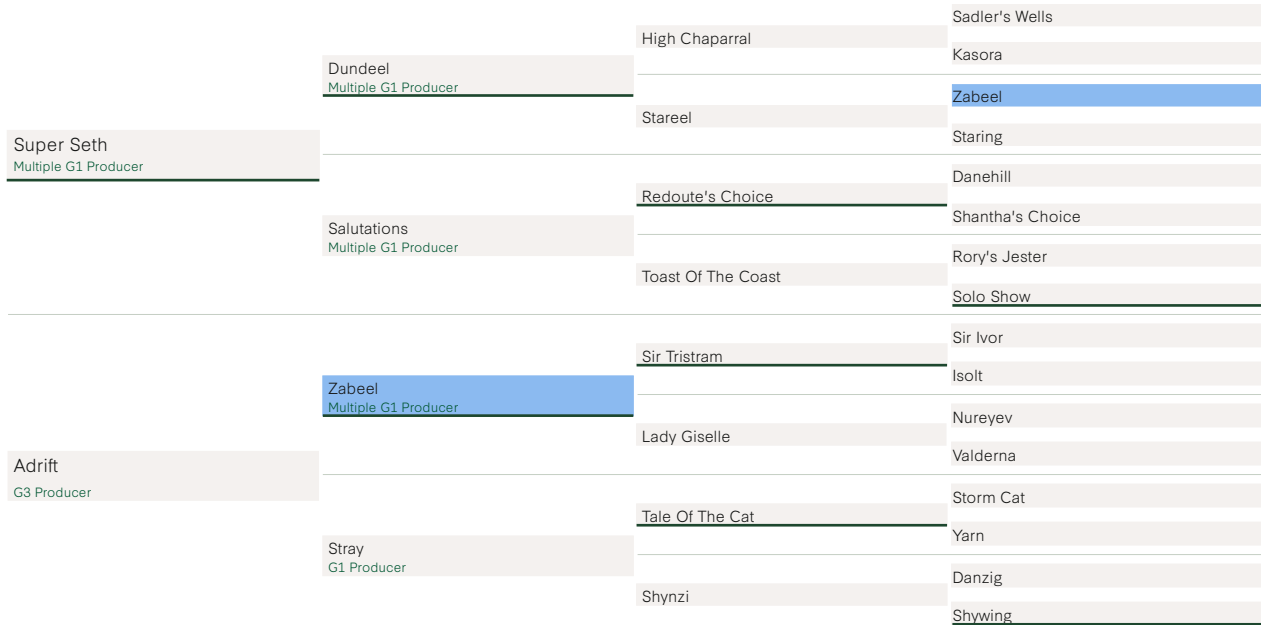 Super Seth
Multiple G1 Producer
Dundeel
Multiple G1 Producer
High Chaparral
Sadler's Wells
Kasora
Stareel
Zabeel
Staring
Salutations
Multiple G1 Producer
Redoute's Choice
Danehill
Shantha's Choice
Toast Of The Coast
Rory's Jester
Solo Show
Adrift
G3 Producer
Zabeel
Multiple G1 Producer
Sir Tristram
Sir Ivor
Isolt
Lady Giselle
Nureyev
Valderna
Stray
G1 Producer
Tale Of The Cat
Storm Cat
Yarn
Shynzi
Danzig
Shywing